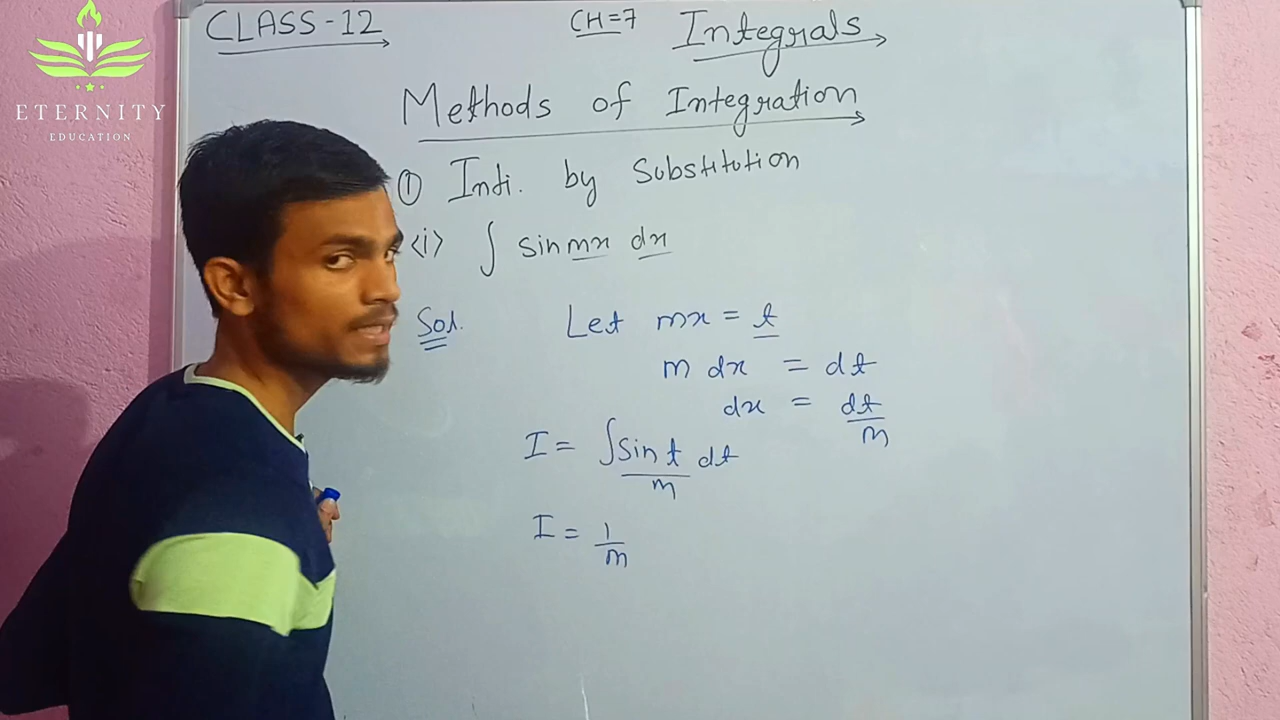 ETERNITY
EDUCATION
CLASS-12 CH=7 Integrals
Methods of Integration
① Inti. by Substitution
<i> ∫ sin mx dx
Sol. Let mx = t
m dx = dt
dx = dt/m
I = ∫ sin t/m dt
I = 1/m